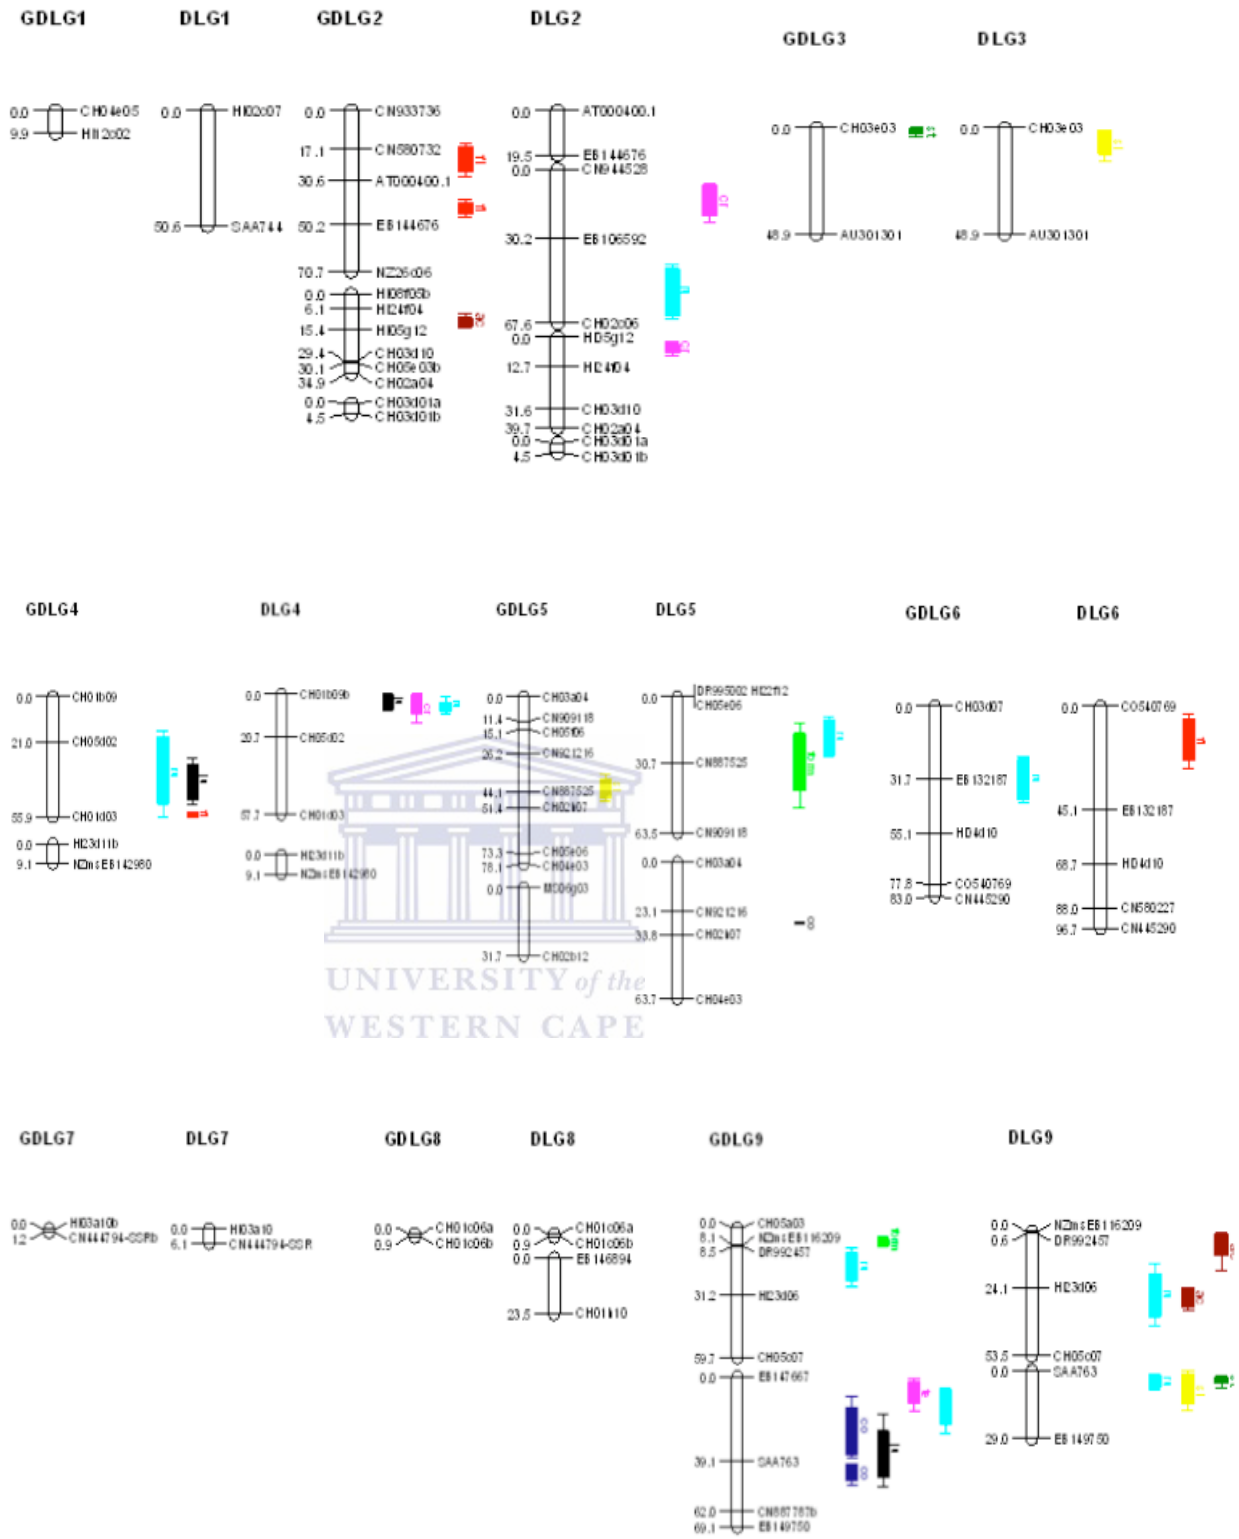 GDLG1 DLG1 GDLG2 DLG2
GDLG3 DLG3
0.0 CH04e05
9.9 HI12c02
0.0 HI02c07
50.6 SAA744
0.0 CN933736
17.1 CN580732
30.6 AT000400.1
50.2 EB144676
70.7 NZ26c06
0.0 HI08f05b
6.1 HI24f04
15.4 HI05g12
29.4 CH03d10
30.1 CH05e03b
34.9 CH02a04
0.0 CH03d01a
4.5 CH03d01b
0.0 AT000400.1
19.5 EB144676
0.0 CN944528
30.2 EB106592
67.6 CH02c06
0.0 HI05g12
12.7 HI24f04
31.6 CH03d10
39.7 CH02a04
0.0 CH03d01a
4.5 CH03d01b
0.0 CH03e03
48.9 AU301301
0.0 CH03e03
48.9 AU301301
GDLG4 DLG4 GDLG5 DLG5 GDLG6 DLG6
0.0 CH01b09
21.0 CH05d02
55.9 CH01d03
0.0 HI23d11b
9.1 NZmsEB142980
0.0 CH01b09b
20.7 CH05d02
57.7 CH01d03
0.0 HI23d11b
9.1 NZmsEB142980
0.0 CH03a04
11.4 CN909118
15.1 CH05f06
26.2 CN921216
44.1 CN887525
51.4 CH02f07
73.3 CH05e06
78.1 CH04e03
0.0 MS06g03
31.7 CH02b12
0.0 DR995002 HI22f12
CH05e06
30.7 CN887525
63.5 CN909118
0.0 CH03a04
23.1 CN921216
33.8 CH02f07
63.7 CH04e03
0.0 CH03d07
31.7 EB132187
55.1 HI04d10
77.8 CO540769
83.0 CN445290
0.0 CO540769
45.1 EB132187
68.7 HI04d10
88.0 CN580227
96.7 CN445290
UNIVERSITY of the
WESTERN CAPE
GDLG7 DLG7 GDLG8 DLG8 GDLG9 DLG9
0.0 HI03a10b
1.2 CN444794-SSRb
0.0 HI03a10
6.1 CN444794-SSR
0.0 CH01c06a
0.9 CH01c06b
0.0 CH01c06a
0.9 CH01c06b
0.0 EB146894
23.5 CH01h10
0.0 CH05a03
8.1 NZmsEB116209
8.5 DR992457
31.2 HI23d06
59.7 CH05c07
0.0 EB147667
39.1 SAA763
62.0 CN887787b
69.1 EB149750
0.0 NZmsEB116209
0.6 DR992457
24.1 HI23d06
53.5 CH05c07
0.0 SAA763
29.0 EB149750